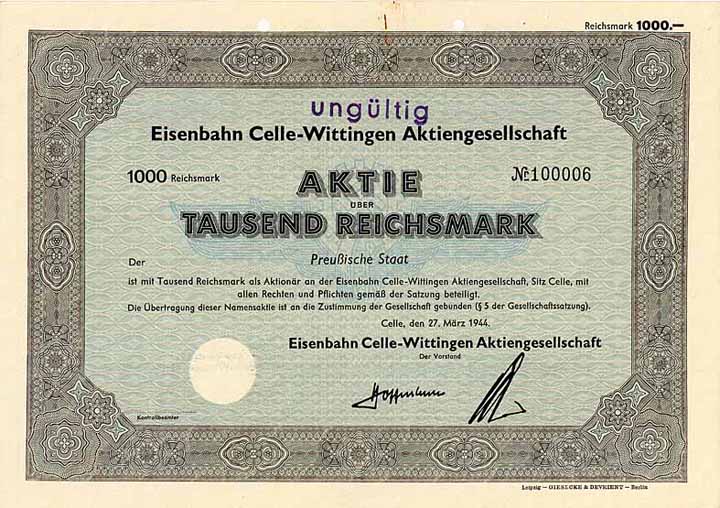 Reichsmark 1000.—
ungültig
Eisenbahn Celle-Wittingen Aktiengesellschaft
1000 Reichsmark
AKTIE
№ 100006
ÜBER
TAUSEND REICHSMARK
Der Preußische Staat
ist mit Tausend Reichsmark als Aktionär an der Eisenbahn Celle-Wittingen Aktiengesellschaft, Sitz Celle, mit
allen Rechten und Pflichten gemäß der Satzung beteiligt.
Die Übertragung dieser Namensaktie ist an die Zustimmung der Gesellschaft gebunden (§ 5 der Gesellschaftssatzung).
Celle, den 27. März 1944.
Eisenbahn Celle-Wittingen Aktiengesellschaft
Der Vorstand
Hoffmann
Kontrollbeamter
Leipzig — GIESECKE & DEVRIENT — Berlin